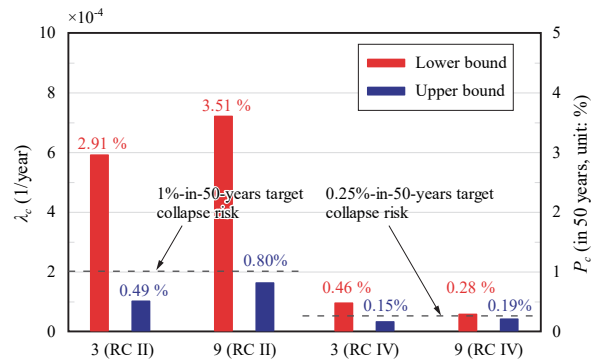 ×10⁻⁴
10
8
6
4
2
0
λc (1/year)
5
4
3
2
1
0
Pc (in 50 years, unit: %)
Lower bound
Upper bound
2.91 %
3.51 %
1%-in-50-years target
collapse risk
0.25%-in-50-years target
collapse risk
0.49 %
0.80%
0.46 %
0.15%
0.28 %
0.19%
3 (RC II)
9 (RC II)
3 (RC IV)
9 (RC IV)